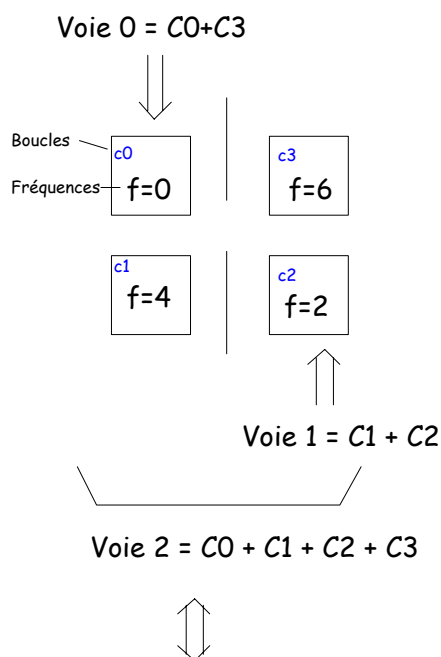 Voie 0 = C0+C3
Boucles
c0
c3
Fréquences
f=0
f=6
c1
c2
f=4
f=2
Voie 1 = C1 + C2
Voie 2 = C0 + C1 + C2 + C3